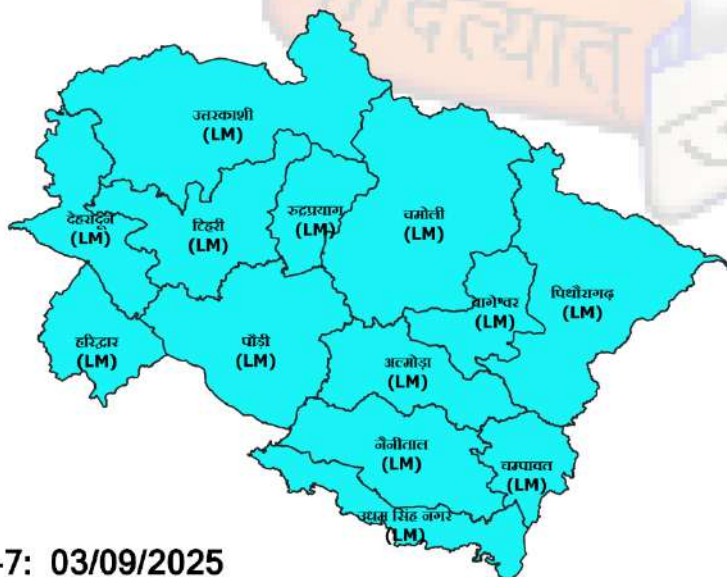 उत्तरकाशी
(LM)
देहरादून
(LM)
टिहरी
(LM)
रुद्रप्रयाग
(LM)
चमोली
(LM)
बागेश्वर
(LM)
पिथौरागढ़
(LM)
हरिद्वार
(LM)
पौड़ी
(LM)
अल्मोड़ा
(LM)
नैनीताल
(LM)
चम्पावत
(LM)
उधम सिंह नगर
(LM)
-7: 03/09/2025